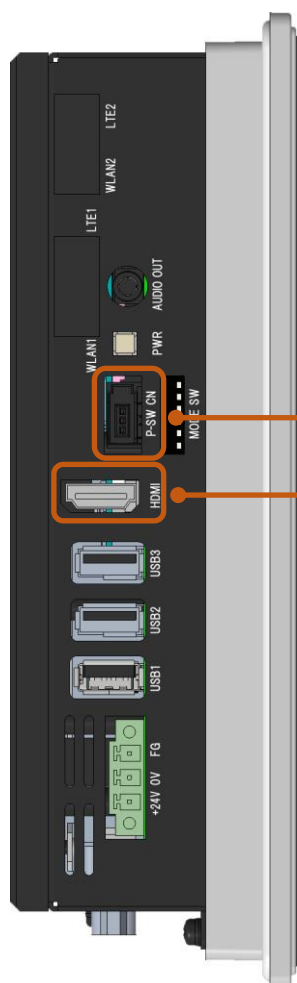 LTE2
WLAN2
LTE1
WLAN1
AUDIO OUT
PWR
P-SW CN
MODE SW
HDMI
USB3
USB2
USB1
+24V 0V FG